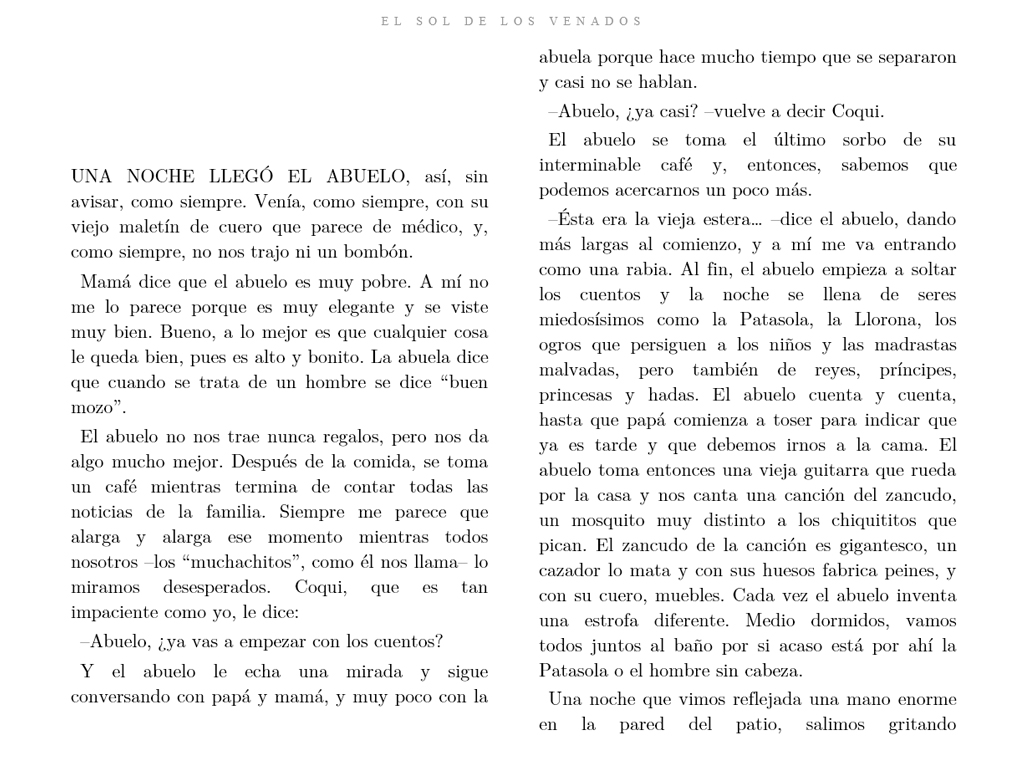 EL SOL DE LOS VENADOS
UNA NOCHE LLEGÓ EL ABUELO, así, sin
avisar, como siempre. Venía, como siempre, con su
viejo maletín de cuero que parece de médico, y,
como siempre, no nos trajo ni un bombón.
Mamá dice que el abuelo es muy pobre. A mí no
me lo parece porque es muy elegante y se viste
muy bien. Bueno, a lo mejor es que cualquier cosa
le queda bien, pues es alto y bonito. La abuela dice
que cuando se trata de un hombre se dice “buen
mozo”.
El abuelo no nos trae nunca regalos, pero nos da
algo mucho mejor. Después de la comida, se toma
un café mientras termina de contar todas las
noticias de la familia. Siempre me parece que
alarga y alarga ese momento mientras todos
nosotros –los “muchachitos”, como él nos llama– lo
miramos desesperados. Coqui, que es tan
impaciente como yo, le dice:
–Abuelo, ¿ya vas a empezar con los cuentos?
Y el abuelo le echa una mirada y sigue
conversando con papá y mamá, y muy poco con la
abuela porque hace mucho tiempo que se separaron
y casi no se hablan.
–Abuelo, ¿ya casi? –vuelve a decir Coqui.
El abuelo se toma el último sorbo de su
interminable café y, entonces, sabemos que
podemos acercarnos un poco más.
–Ésta era la vieja estera… –dice el abuelo, dando
más largas al comienzo, y a mí me va entrando
como una rabia. Al fin, el abuelo empieza a soltar
los cuentos y la noche se llena de seres
miedosísimos como la Patasola, la Llorona, los
ogros que persiguen a los niños y las madrastas
malvadas, pero también de reyes, príncipes,
princesas y hadas. El abuelo cuenta y cuenta,
hasta que papá comienza a toser para indicar que
ya es tarde y que debemos irnos a la cama. El
abuelo toma entonces una vieja guitarra que rueda
por la casa y nos canta una canción del zancudo,
un mosquito muy distinto a los chiquititos que
pican. El zancudo de la canción es gigantesco, un
cazador lo mata y con sus huesos fabrica peines, y
con su cuero, muebles. Cada vez el abuelo inventa
una estrofa diferente. Medio dormidos, vamos
todos juntos al baño por si acaso está por ahí la
Patasola o el hombre sin cabeza.
Una noche que vimos reflejada una mano enorme
en la pared del patio, salimos gritando